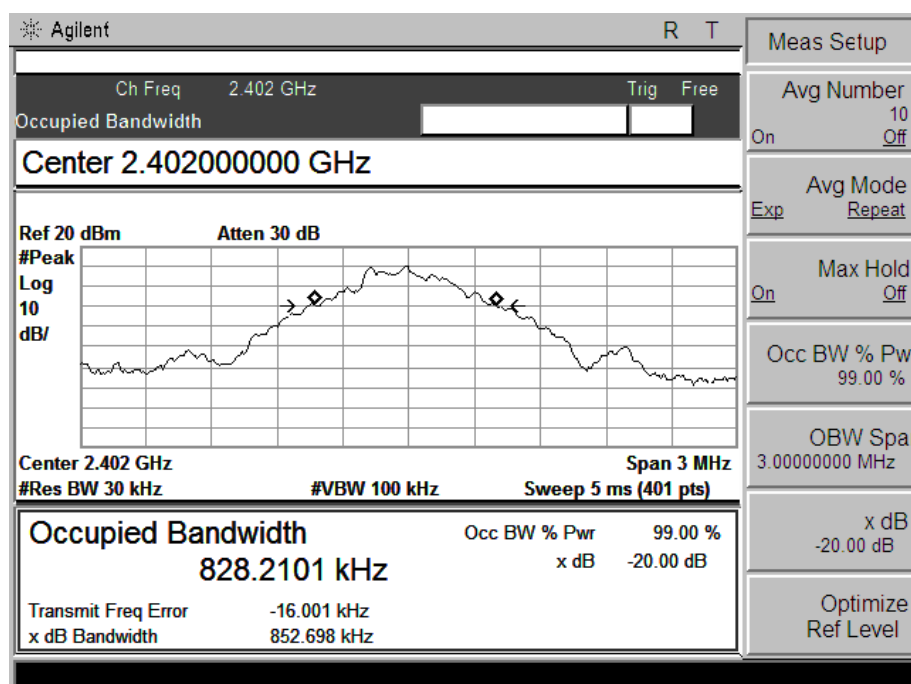 Agilent R T
Ch Freq 2.402 GHz Trig Free
Occupied Bandwidth
Center 2.402000000 GHz
Ref 20 dBm Atten 30 dB
#Peak
Log
10
dB/
Center 2.402 GHz Span 3 MHz
#Res BW 30 kHz #VBW 100 kHz Sweep 5 ms (401 pts)
Occupied Bandwidth Occ BW % Pwr 99.00 %
828.2101 kHz x dB -20.00 dB
Transmit Freq Error -16.001 kHz
x dB Bandwidth 852.698 kHz
Meas Setup
Avg Number
10
On Off
Avg Mode
Exp Repeat
Max Hold
On Off
Occ BW % Pw
99.00 %
OBW Spa
3.00000000 MHz
x dB
-20.00 dB
Optimize
Ref Level